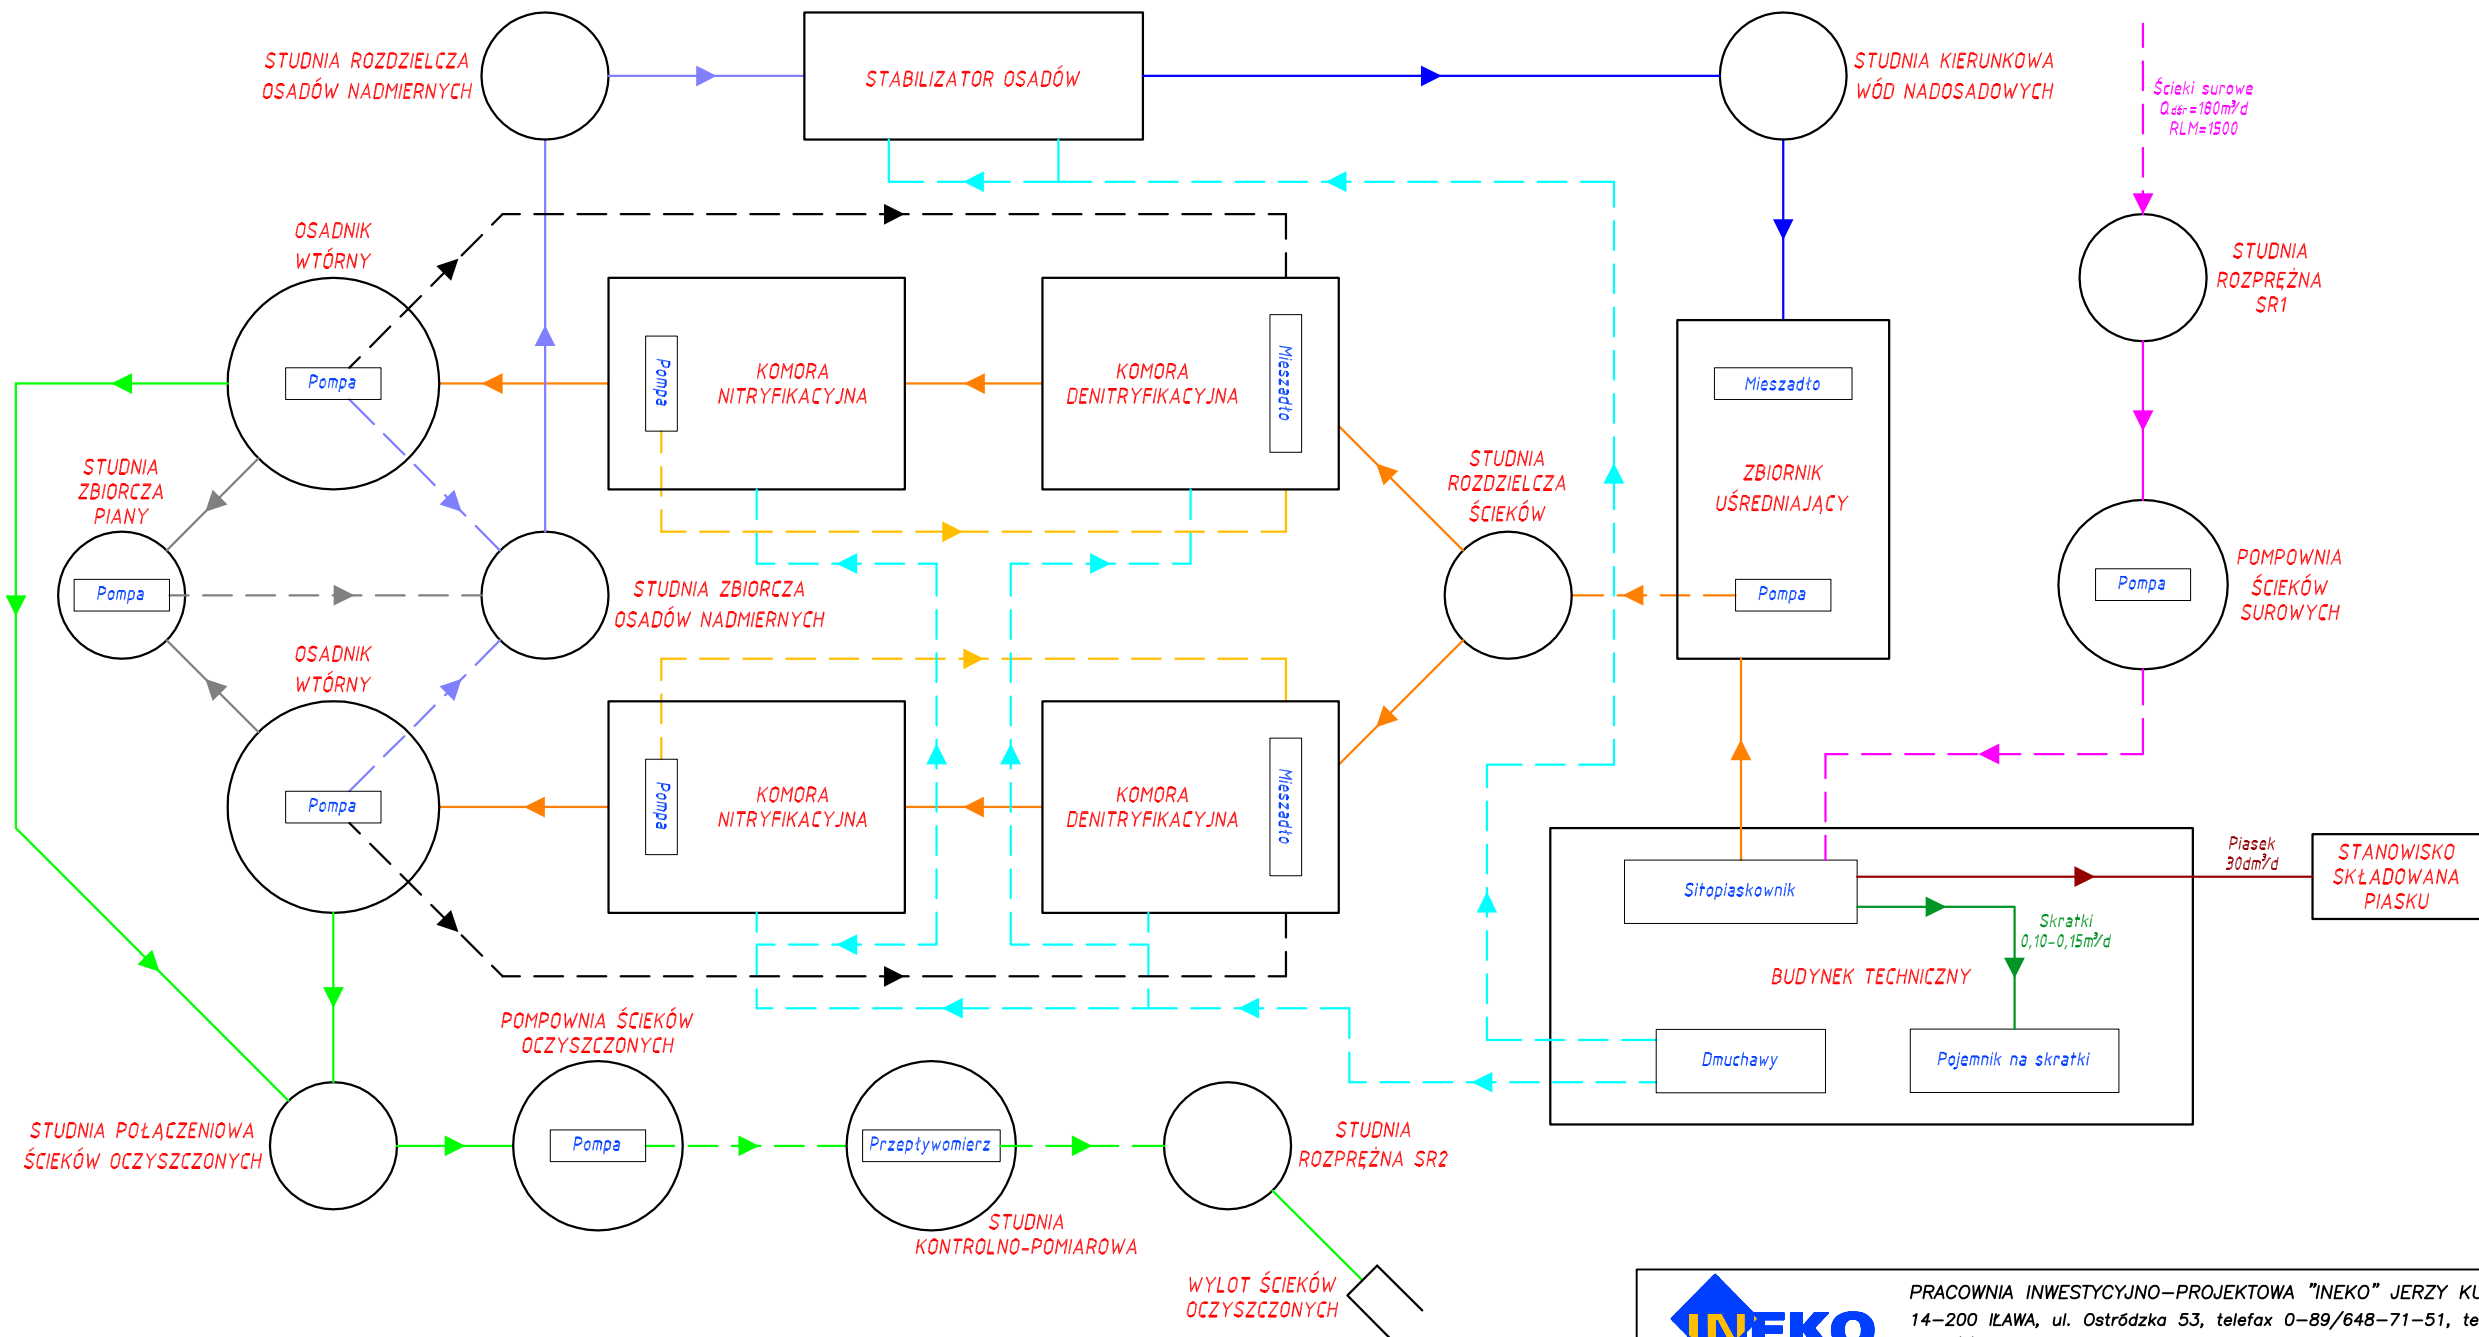 STUDNIA ROZDZIELCZA
OSADÓW NADMIERNYCH
STABILIZATOR OSADÓW
STUDNIA KIERUNKOWA
WÓD NADOSADOWYCH
Ścieki surowe
Qdśr=180m³/d
RLM=1500
OSADNIK
WTÓRNY
Pompa
Pompa
KOMORA
NITRYFIKACYJNA
KOMORA
DENITRYFIKACYJNA
Mieszadło
Mieszadło
STUDNIA
ROZPRĘŻNA
SR1
STUDNIA
ZBIORCZA
PIANY
Pompa
STUDNIA
ROZDZIELCZA
ŚCIEKÓW
ZBIORNIK
UŚREDNIAJĄCY
Pompa
STUDNIA ZBIORCZA
OSADÓW NADMIERNYCH
POMPOWNIA
ŚCIEKÓW
SUROWYCH
Pompa
OSADNIK
WTÓRNY
Pompa
Pompa
KOMORA
NITRYFIKACYJNA
KOMORA
DENITRYFIKACYJNA
Mieszadło
Sitopiaskownik
Piasek
30dm³/d
STANOWISKO
SKŁADOWANA
PIASKU
Skratki
0,10-0,15m³/d
BUDYNEK TECHNICZNY
Dmuchawy
Pojemnik na skratki
POMPOWNIA ŚCIEKÓW
OCZYSZCZONYCH
STUDNIA POŁĄCZENIOWA
ŚCIEKÓW OCZYSZCZONYCH
Pompa
Przepływomierz
STUDNIA
KONTROLNO-POMIAROWA
STUDNIA
ROZPRĘŻNA SR2
WYLOT ŚCIEKÓW
OCZYSZCZONYCH
INEKO
PRACOWNIA INWESTYCYJNO-PROJEKTOWA "INEKO" JERZY KU
14-200 IŁAWA, ul. Ostródzka 53, telefax 0-89/648-71-51, te